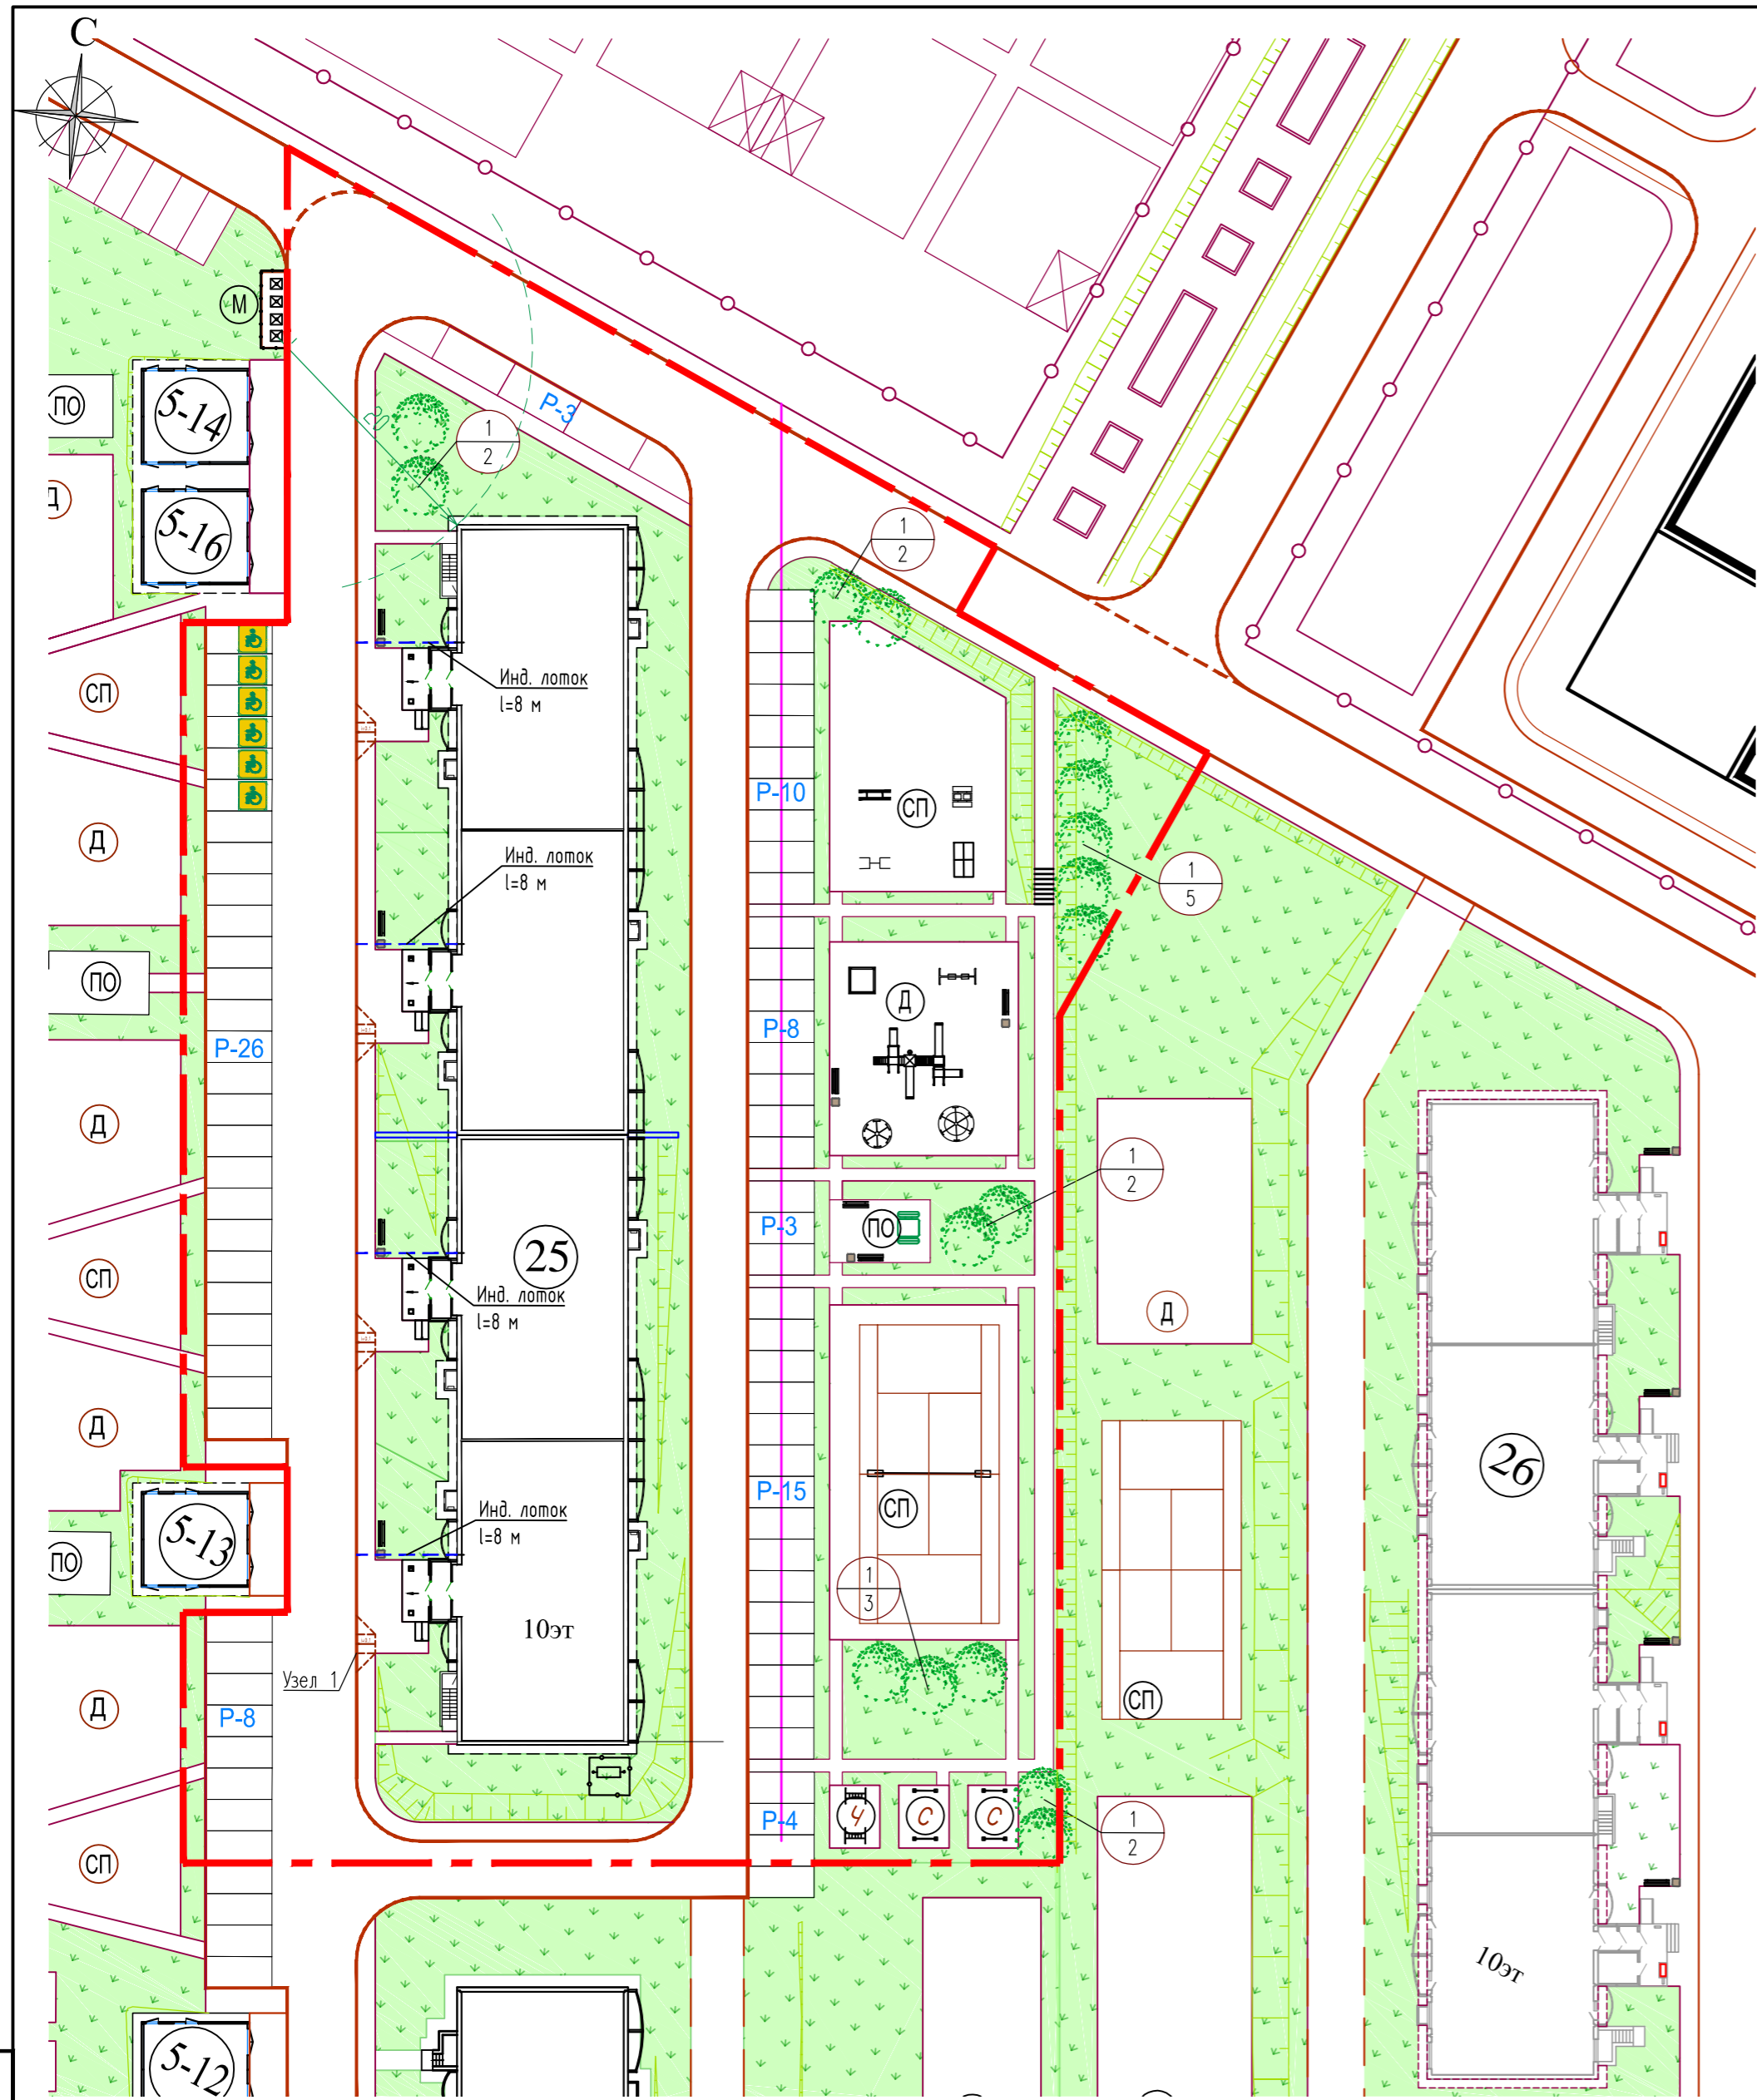 С
М
5-14
ПО
Д
5-16
20
1
2
Р-3
1
2
Инд. лоток
l=8 м
СП
Р-10
СП
Д
Инд. лоток
l=8 м
1
5
ПО
Р-26
Р-8
Д
Д
1
2
Р-3
ПО
25
СП
Инд. лоток
l=8 м
Д
Д
26
Р-15
СП
Инд. лоток
l=8 м
5-13
ПО
1
3
10эт
Узел 1
Д
Р-8
СП
Р-4
Ч
С
С
1
2
СП
10эт
5-12